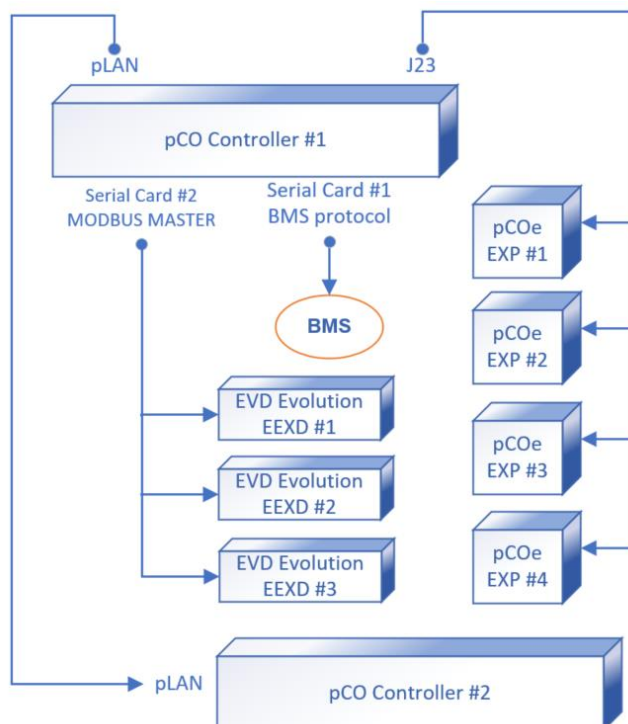 pLAN
J23
pCO Controller #1
Serial Card #2
MODBUS MASTER
Serial Card #1
BMS protocol
pCOe
EXP #1
BMS
pCOe
EXP #2
EVD Evolution
EEXD #1
pCOe
EXP #3
EVD Evolution
EEXD #2
pCOe
EXP #4
EVD Evolution
EEXD #3
pLAN
pCO Controller #2